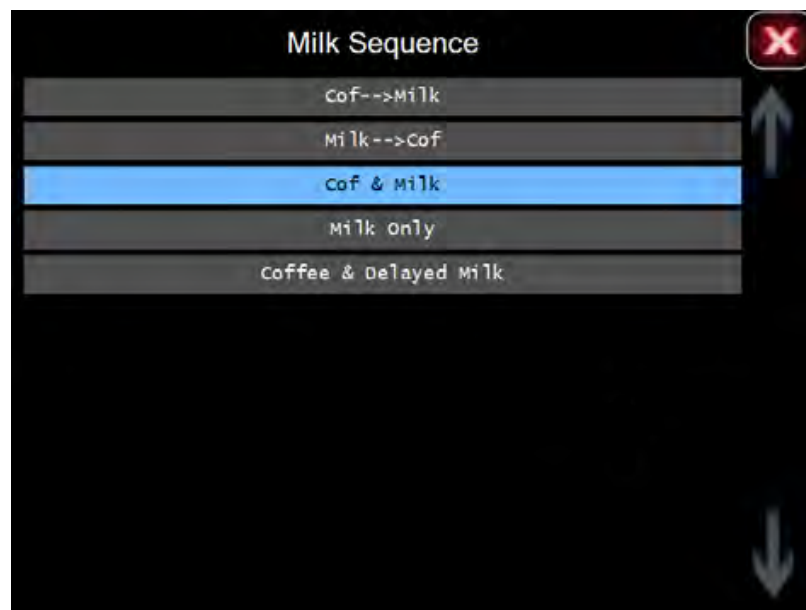 Milk Sequence
X
Cof-->Milk
Milk-->Cof
Cof & Milk
Milk Only
Coffee & Delayed Milk